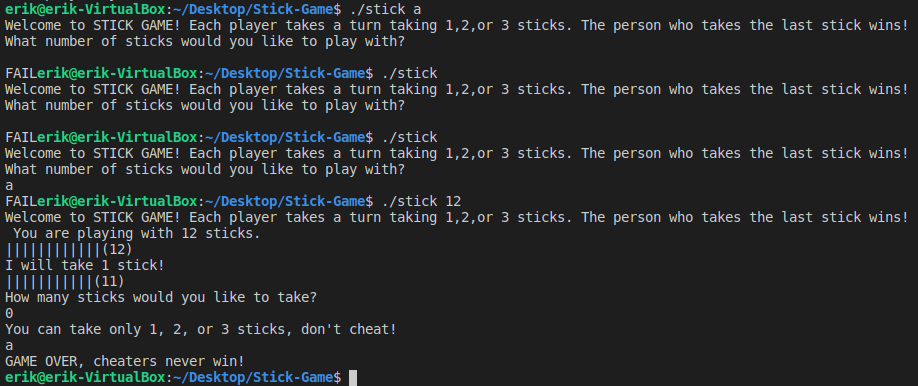 erik@erik-VirtualBox:~/Desktop/Stick-Game$ ./stick a
Welcome to STICK GAME! Each player takes a turn taking 1,2,or 3 sticks. The person who takes the last stick wins!
What number of sticks would you like to play with?

FAILerik@erik-VirtualBox:~/Desktop/Stick-Game$ ./stick
Welcome to STICK GAME! Each player takes a turn taking 1,2,or 3 sticks. The person who takes the last stick wins!
What number of sticks would you like to play with?

FAILerik@erik-VirtualBox:~/Desktop/Stick-Game$ ./stick
Welcome to STICK GAME! Each player takes a turn taking 1,2,or 3 sticks. The person who takes the last stick wins!
What number of sticks would you like to play with?
a
FAILerik@erik-VirtualBox:~/Desktop/Stick-Game$ ./stick 12
Welcome to STICK GAME! Each player takes a turn taking 1,2,or 3 sticks. The person who takes the last stick wins!
 You are playing with 12 sticks.
||||||||||||(12)
I will take 1 stick!
|||||||||||(11)
How many sticks would you like to take?
0
You can take only 1, 2, or 3 sticks, don't cheat!
a
GAME OVER, cheaters never win!
erik@erik-VirtualBox:~/Desktop/Stick-Game$